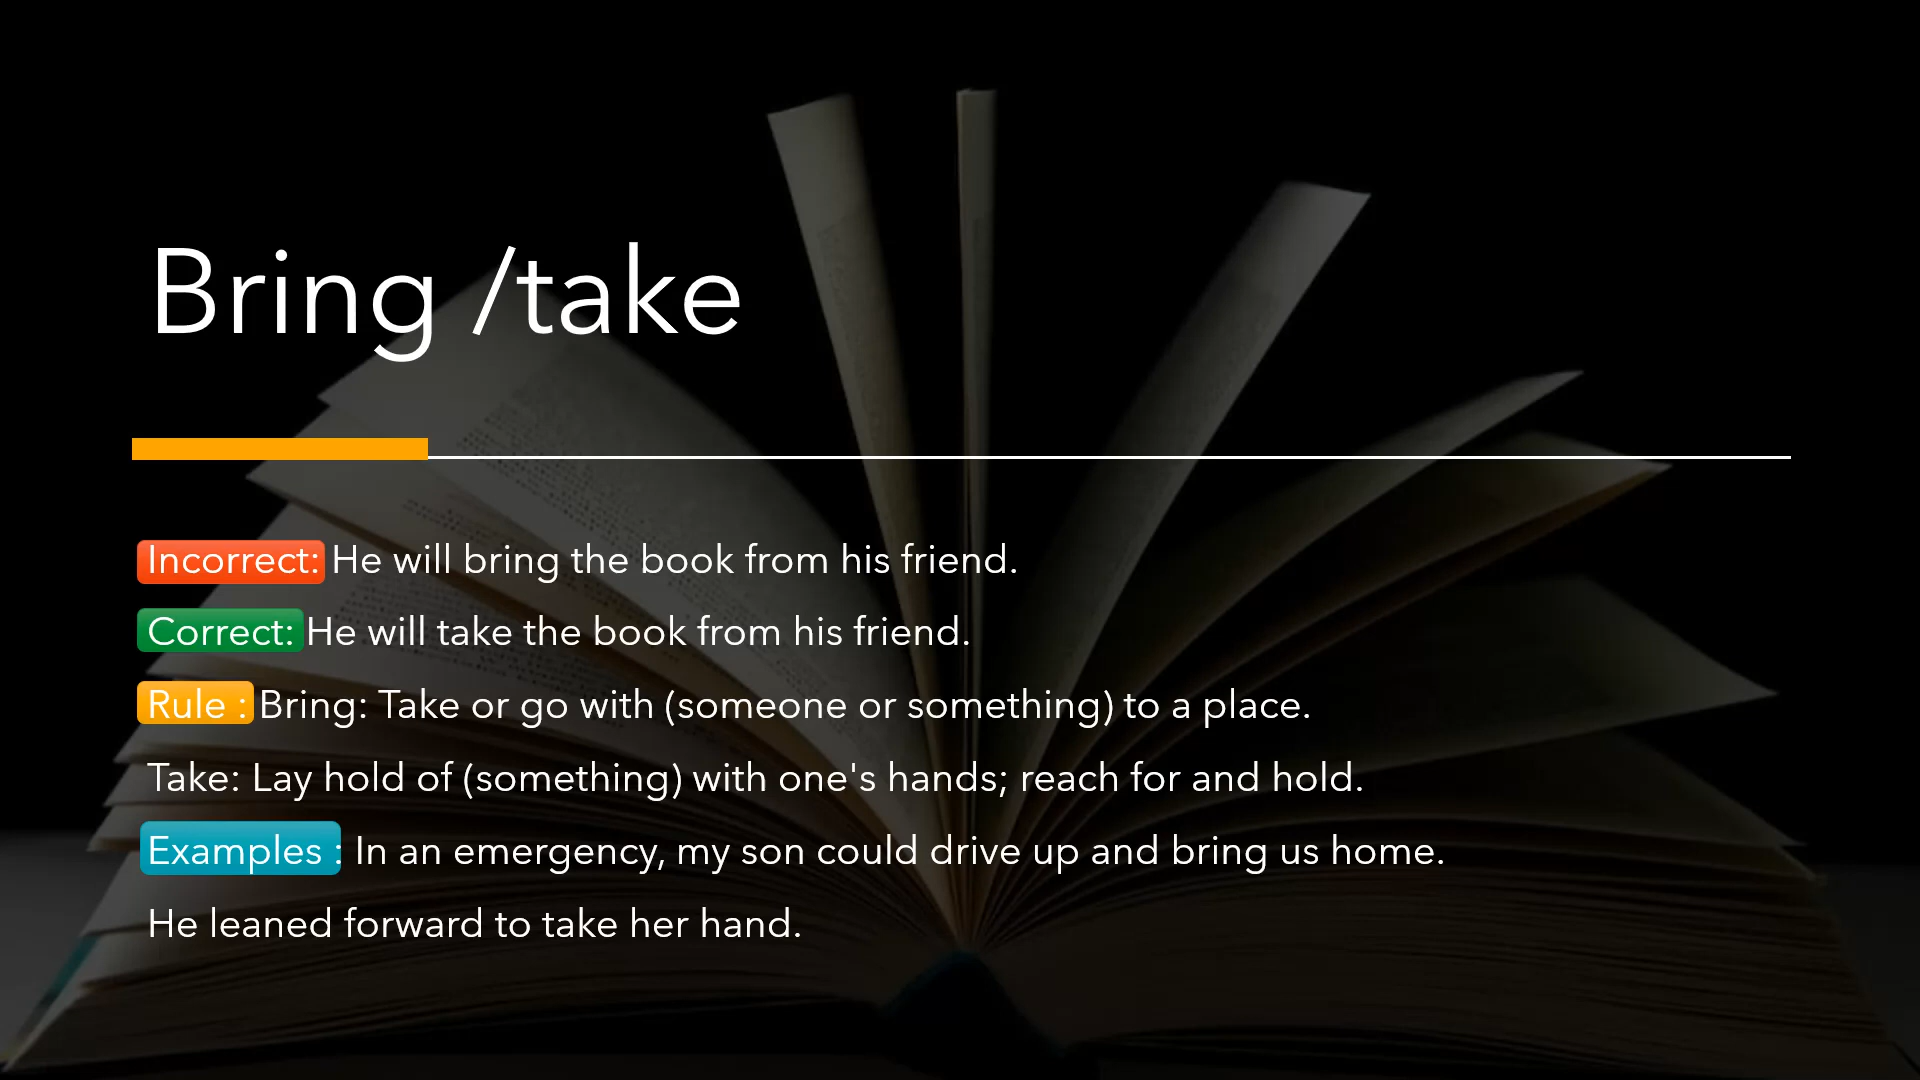 Bring /take
Incorrect: He will bring the book from his friend.
Correct: He will take the book from his friend.
Rule : Bring: Take or go with (someone or something) to a place.
Take: Lay hold of (something) with one's hands; reach for and hold.
Examples : In an emergency, my son could drive up and bring us home.
He leaned forward to take her hand.